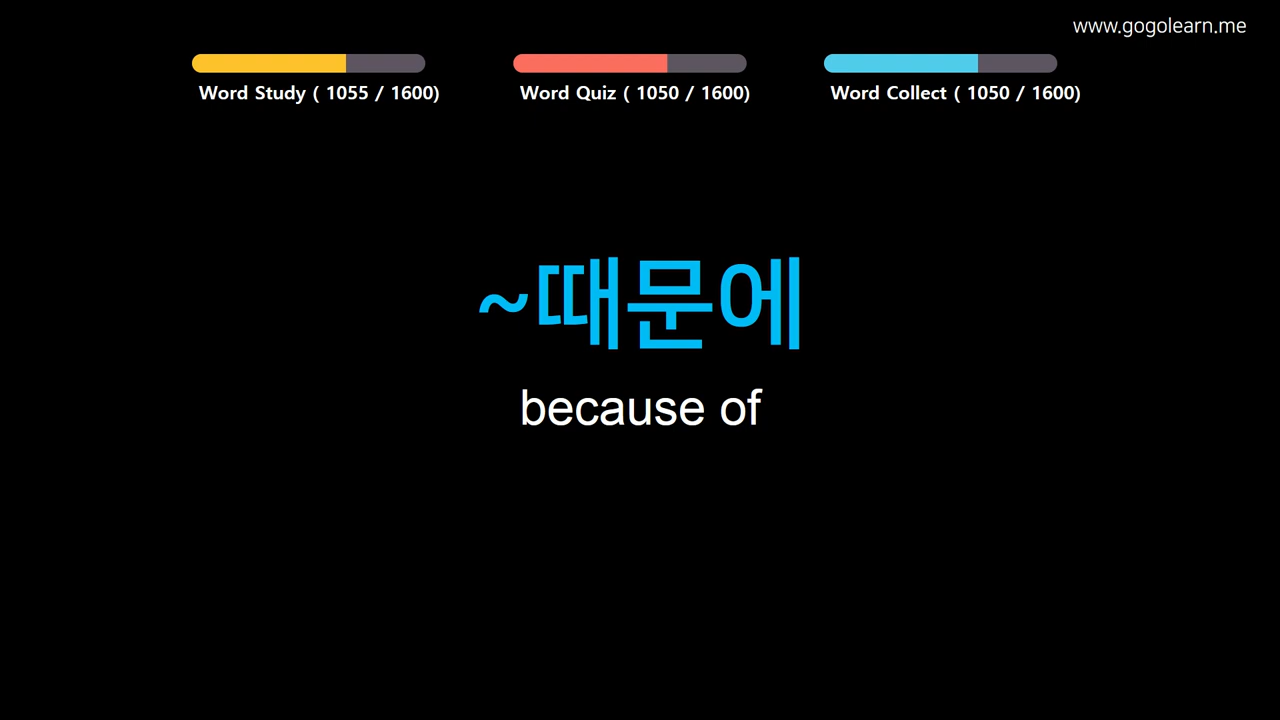 www.gogolearn.me
Word Study ( 1055 / 1600)
Word Quiz ( 1050 / 1600)
Word Collect ( 1050 / 1600)
~때문에
because of